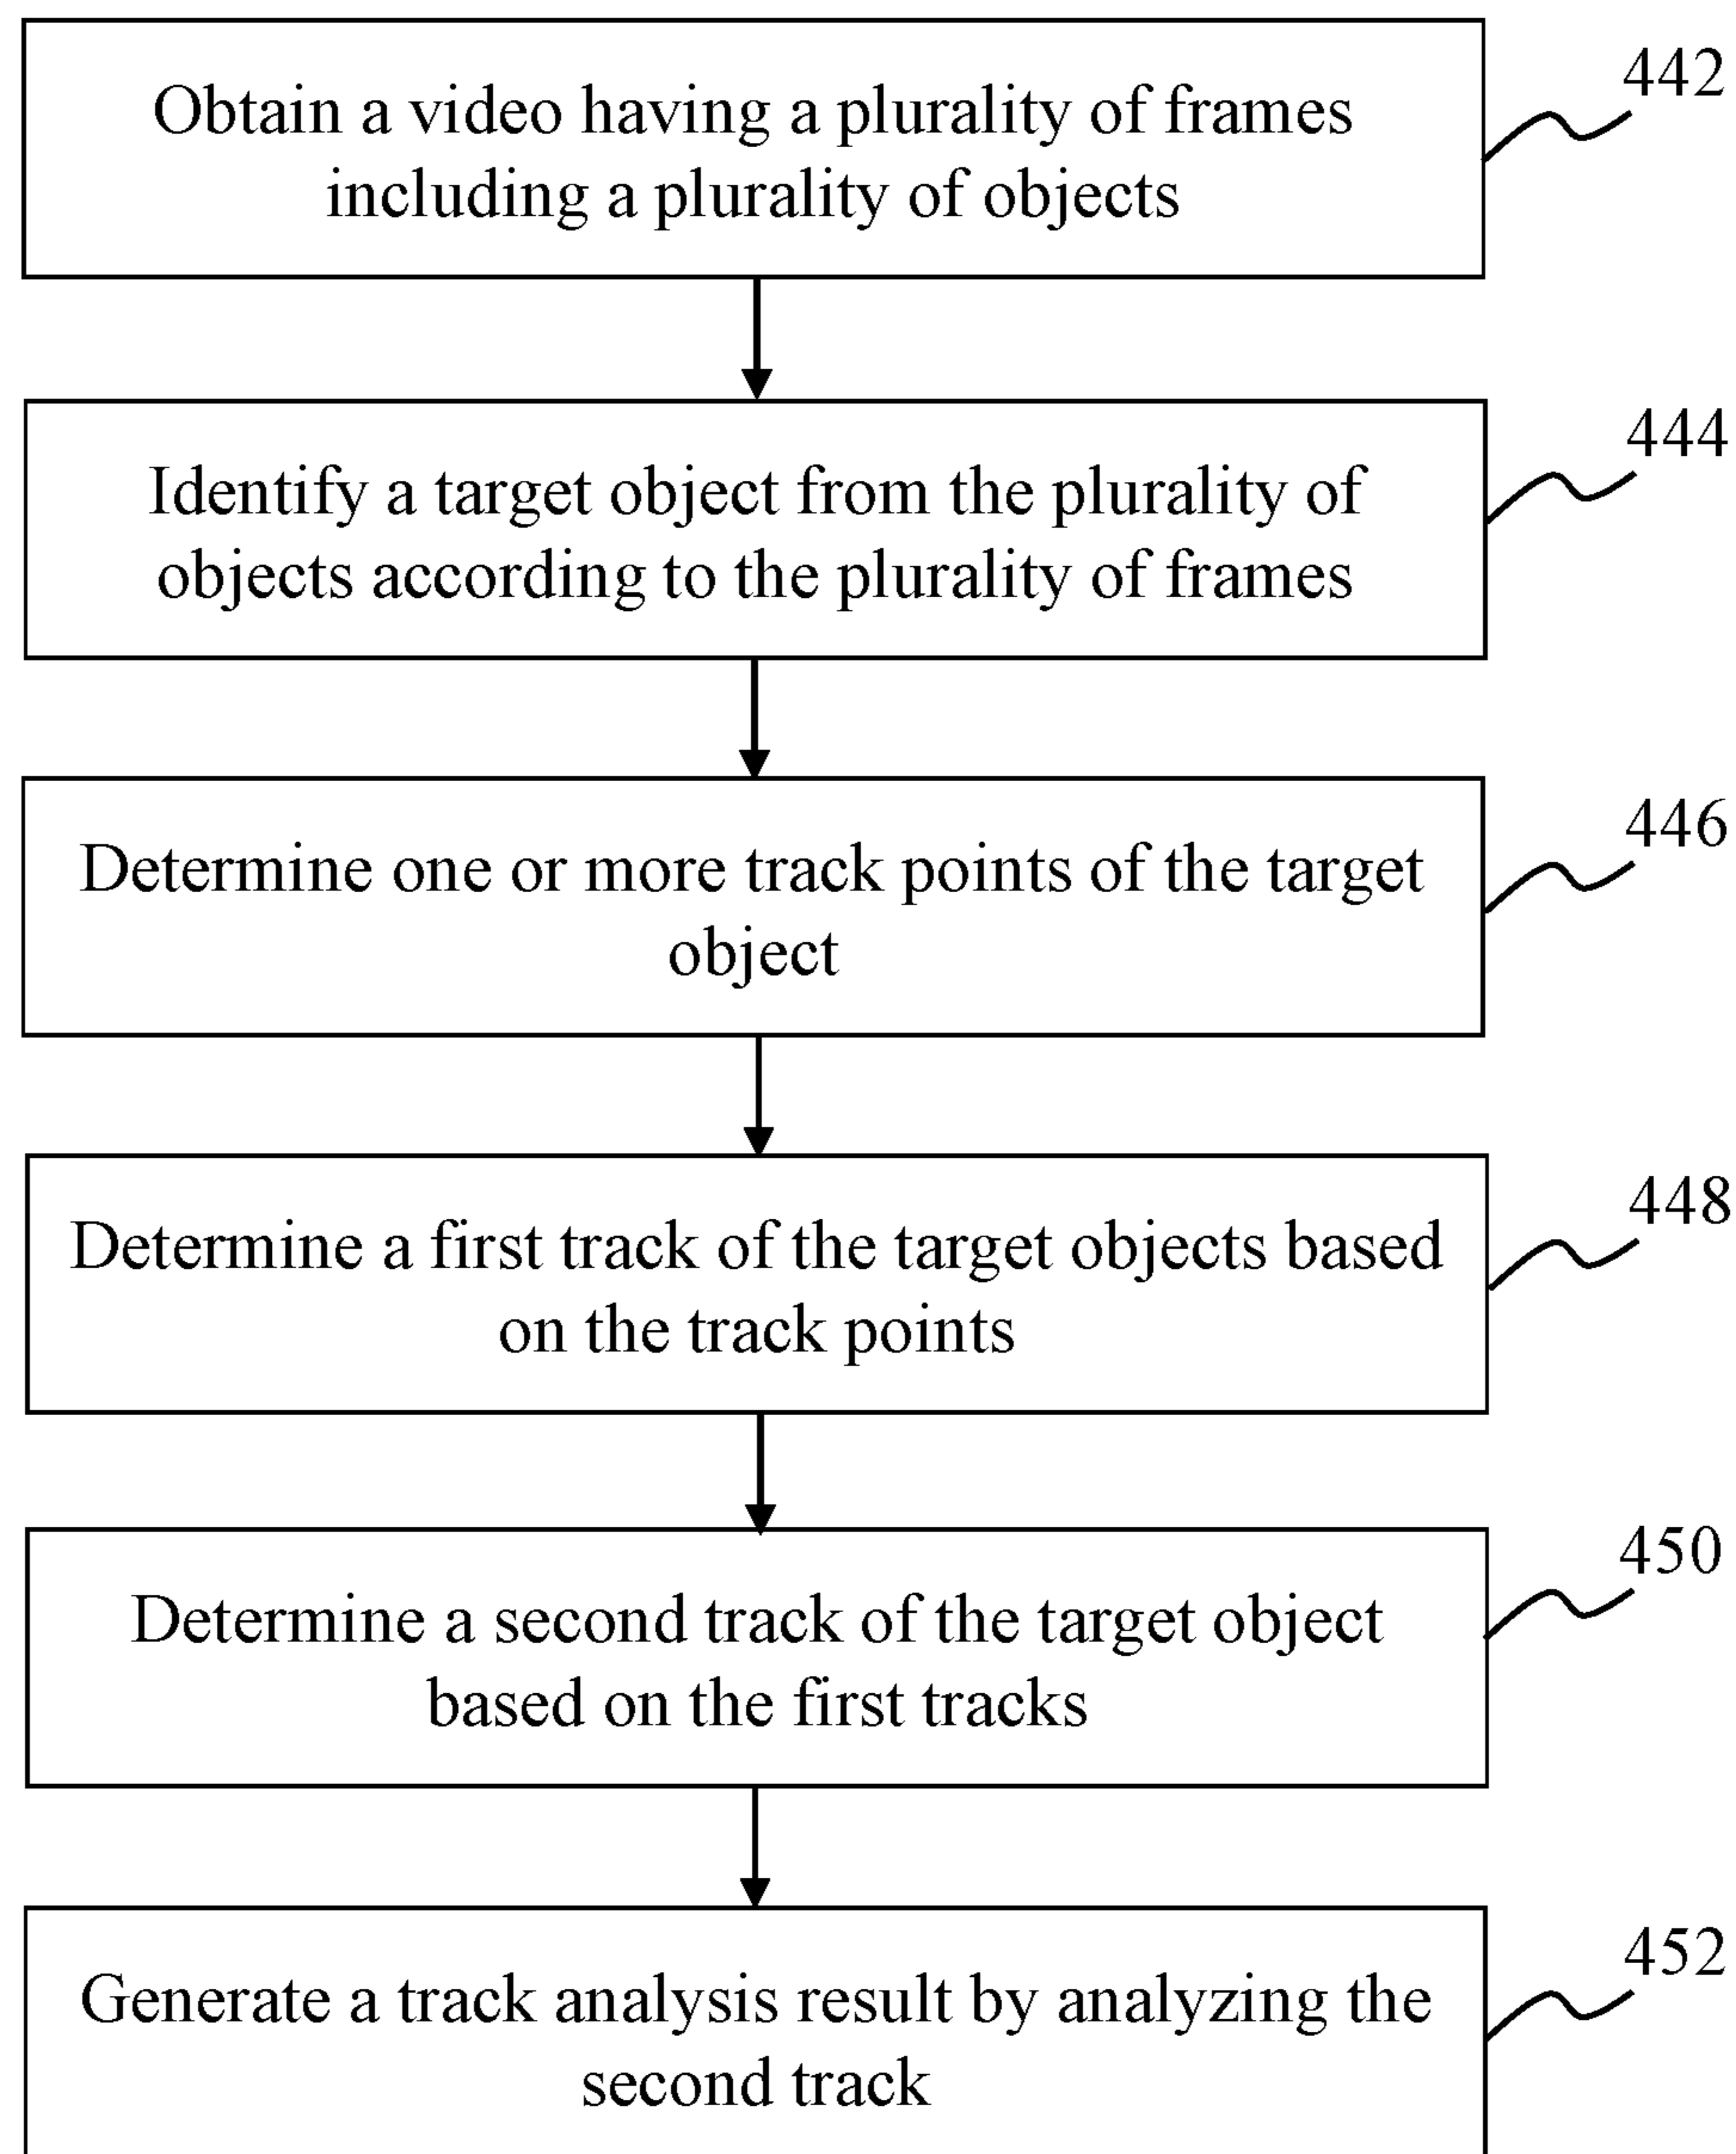 442
Obtain a video having a plurality of frames
including a plurality of objects
444
Identify a target object from the plurality of
objects according to the plurality of frames
446
Determine one or more track points of the target
object
448
Determine a first track of the target objects based
on the track points
450
Determine a second track of the target object
based on the first tracks
452
Generate a track analysis result by analyzing the
second track